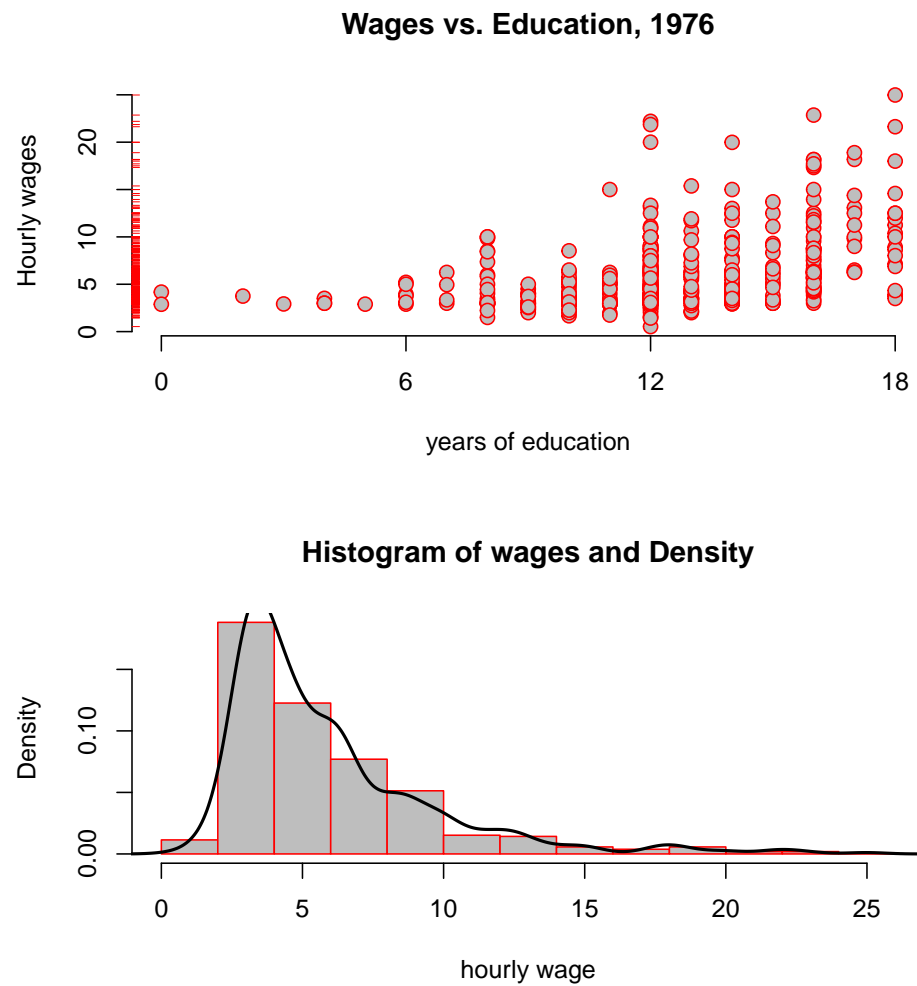 Wages vs. Education, 1976
Hourly wages
20
10
5
0
0 6 12 18
years of education
Histogram of wages and Density
Density
0.10
0.00
0 5 10 15 20 25
hourly wage